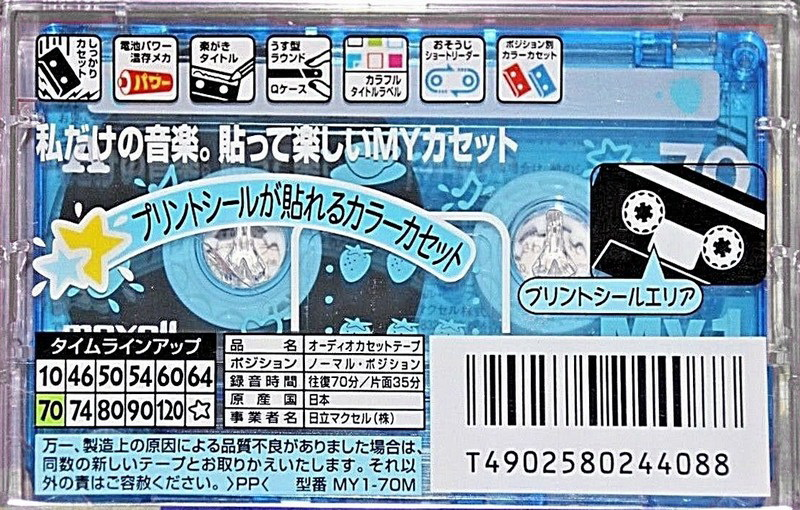 しっかり
カセット
電池パワー
温存メカ
パワー
楽がき
タイトル
うす型
ラウンド
Pケース
カラフル
タイトルラベル
おそうじ
ショートリーダー
ポジション別
カラーカセット
私だけの音楽。貼って楽しいMYカセット
A
70
プリントシールが貼れるカラーカセット
プリントシールエリア
maxell
MY1
タイムラインアップ
10 46 50 54 60 64
70 74 80 90 120 ☆
品名 オーディオカセットテープ
ポジション ノーマル・ポジション
録音時間 往復70分/片面35分
原産国 日本
事業者名 日立マクセル(株)
万一、製造上の原因による品質不良がありました場合は、
同数の新しいテープとお取りかえいたします。それ以
外の責はご容赦ください。 >PP< 型番 MY1-70M
T4902580244088